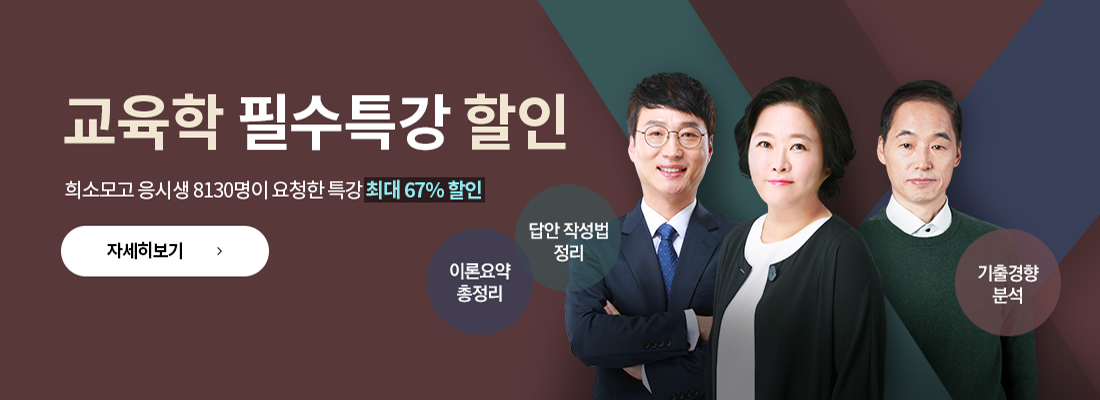 교육학 필수특강 할인
희소모고 응시생 8130명이 요청한 특강 최대 67% 할인
자세히보기 >
답안 작성법
정리
이론요약
총정리
기출경향
분석